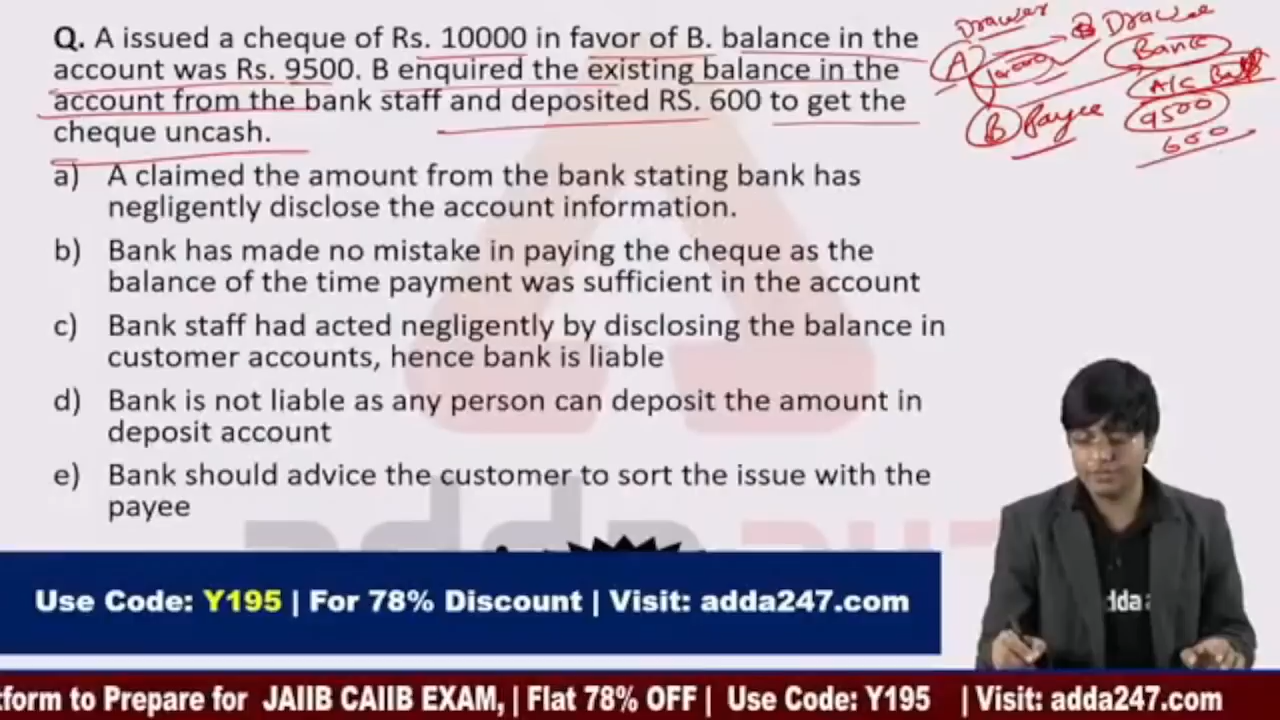 Q. A issued a cheque of Rs. 10000 in favor of B. balance in the
account was Rs. 9500. B enquired the existing balance in the
account from the bank staff and deposited RS. 600 to get the
cheque uncash.
Drawer
Drawee
A
10000
Bank
A/C
B Payee
9500
600
a) A claimed the amount from the bank stating bank has
negligently disclose the account information.
b) Bank has made no mistake in paying the cheque as the
balance of the time payment was sufficient in the account
c) Bank staff had acted negligently by disclosing the balance in
customer accounts, hence bank is liable
d) Bank is not liable as any person can deposit the amount in
deposit account
e) Bank should advice the customer to sort the issue with the
payee
Use Code: Y195 | For 78% Discount | Visit: adda247.com
tform to Prepare for JAIIB CAIIB EXAM, | Flat 78% OFF | Use Code: Y195 | Visit: adda247.com